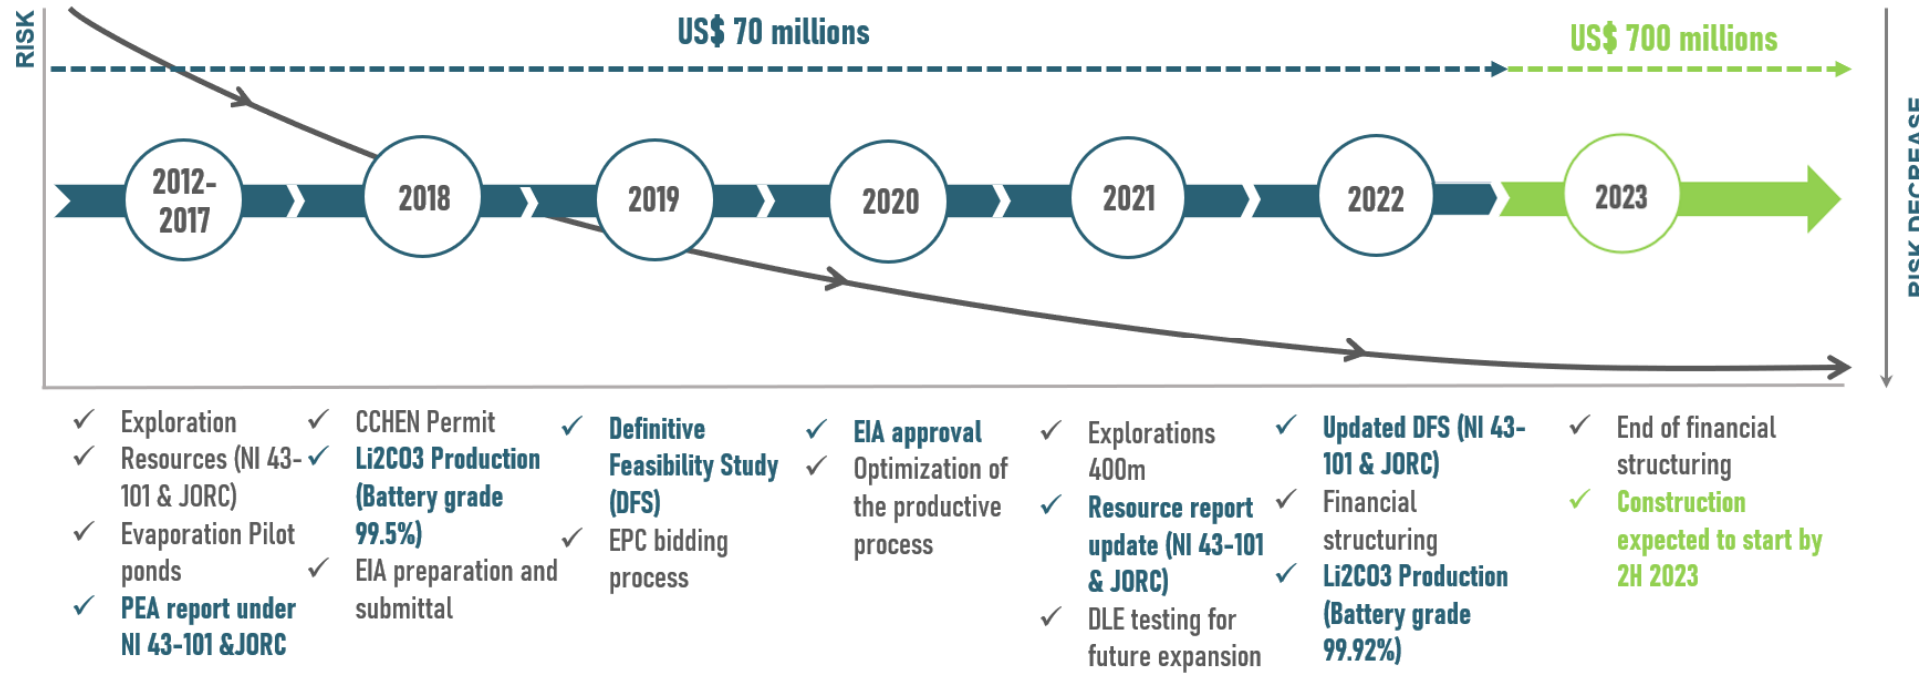 RISK
US$ 70 millions
US$ 700 millions
RISK DECREASE
2012-
2017
2018
2019
2020
2021
2022
2023
Exploration
Resources (NI 43-
101 & JORC)
Evaporation Pilot
ponds
PEA report under
NI 43-101 &JORC
CCHEN Permit
Li2CO3 Production
(Battery grade
99.5%)
EIA preparation and
submittal
Definitive
Feasibility Study
(DFS)
EPC bidding
process
EIA approval
Optimization of
the productive
process
Explorations
400m
Resource report
update (NI 43-101
& JORC)
DLE testing for
future expansion
Updated DFS (NI 43-
101 & JORC)
Financial
structuring
Li2CO3 Production
(Battery grade
99.92%)
End of financial
structuring
Construction
expected to start by
2H 2023